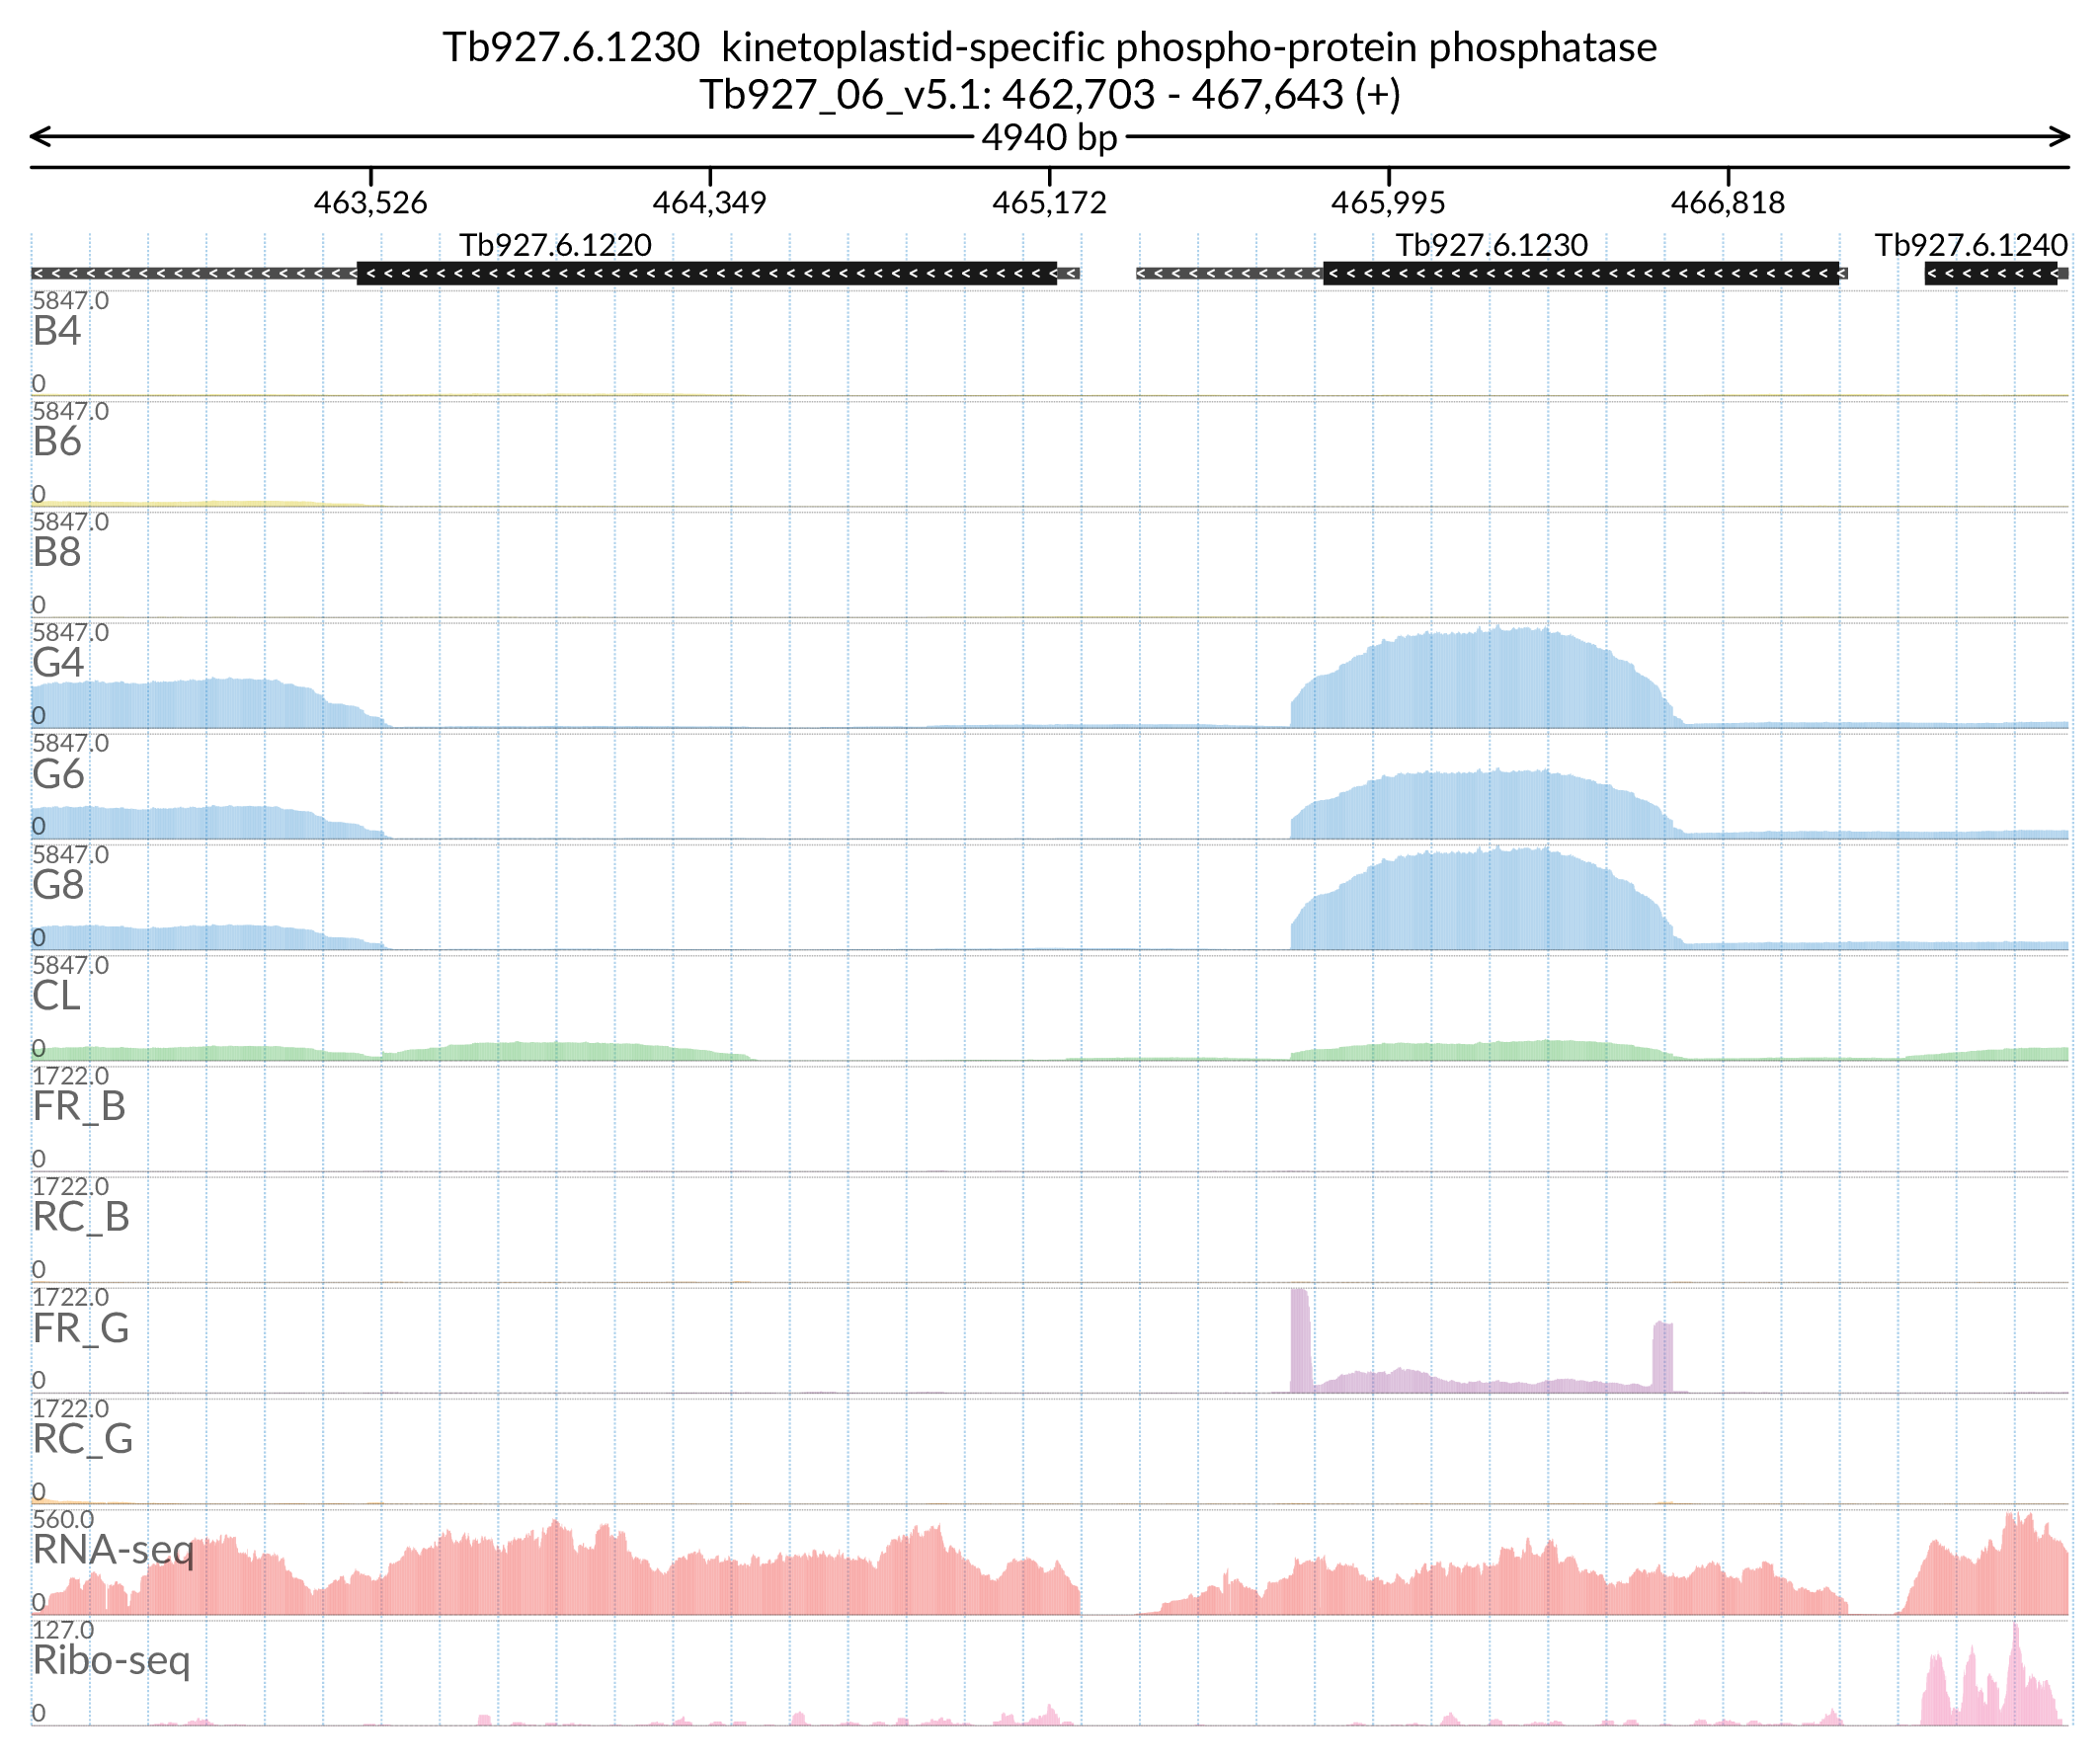 Tb927.6.1230  kinetoplastid-specific phospho-protein phosphatase
Tb927_06_v5.1: 462,703 - 467,643 (+)
4940 bp
463,526 464,349 465,172 465,995 466,818
Tb927.6.1220 Tb927.6.1230 Tb927.6.1240
5847.0
B4
0
5847.0
B6
0
5847.0
B8
0
5847.0
G4
0
5847.0
G6
0
5847.0
G8
0
5847.0
CL
0
1722.0
FR_B
0
1722.0
RC_B
0
1722.0
FR_G
0
1722.0
RC_G
0
560.0
RNA-seq
0
127.0
Ribo-seq
0